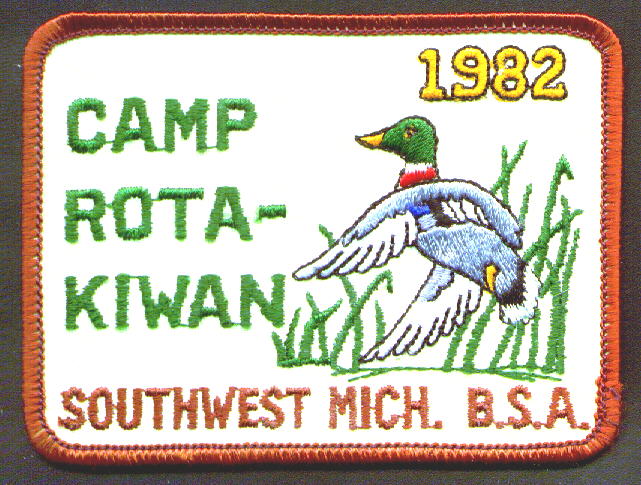 1982
CAMP
ROTA-
KIWAN
SOUTHWEST MICH. B.S.A.